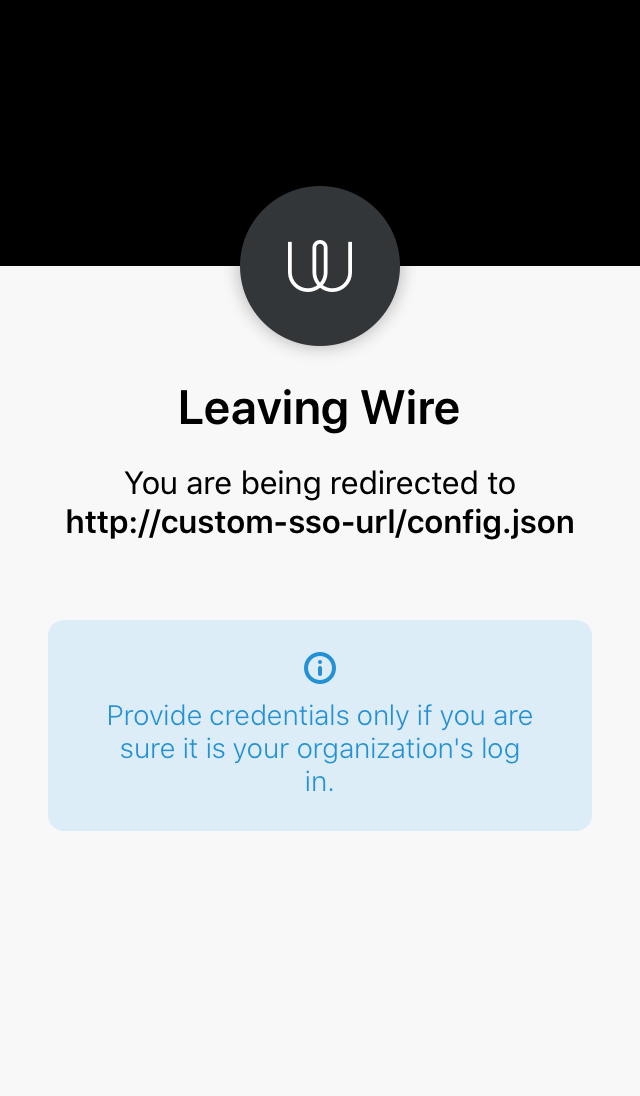 Leaving Wire
You are being redirected to
http://custom-sso-url/config.json
Provide credentials only if you are
sure it is your organization's log
in.